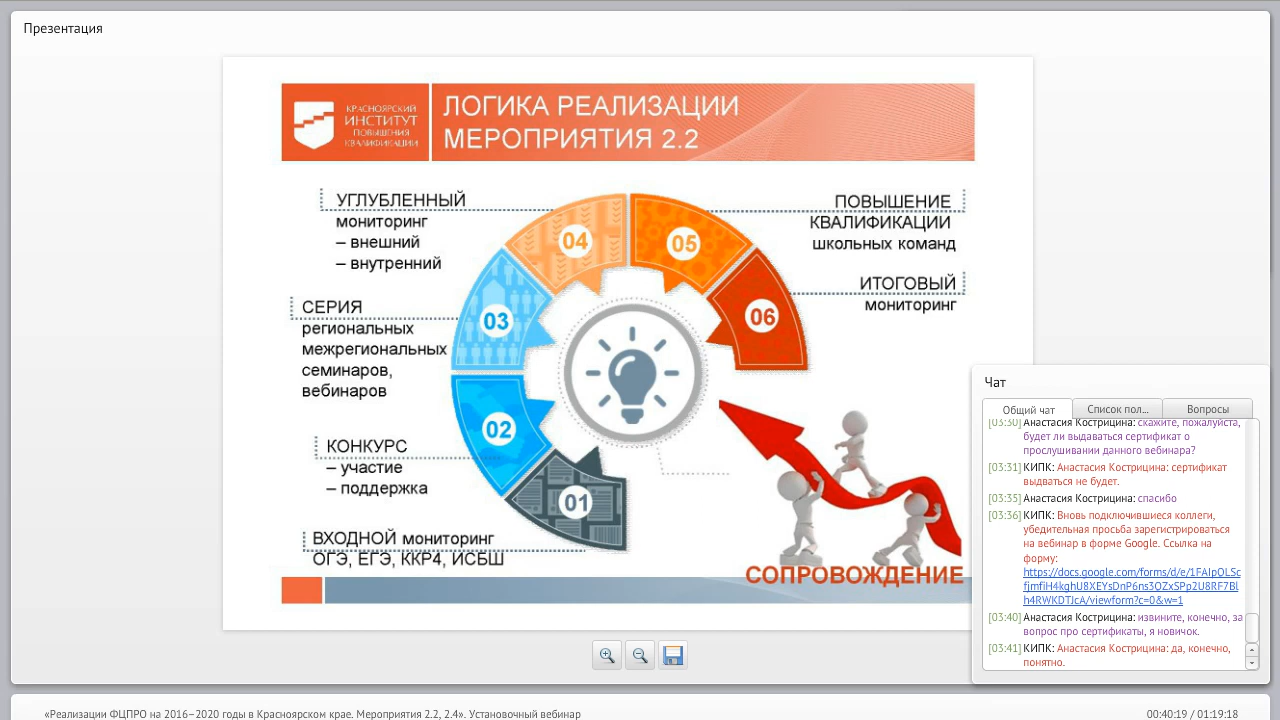 Презентация
КРАСНОЯРСКИЙ
ИНСТИТУТ
ПОВЫШЕНИЯ
КВАЛИФИКАЦИИ
ЛОГИКА РЕАЛИЗАЦИИ
МЕРОПРИЯТИЯ 2.2
УГЛУБЛЕННЫЙ
мониторинг
– внешний
– внутренний
СЕРИЯ
региональных
межрегиональных
семинаров,
вебинаров
КОНКУРС
– участие
– поддержка
ВХОДНОЙ мониторинг
ОГЭ, ЕГЭ, ККР4, ИСБШ
01
02
03
04
05
06
ПОВЫШЕНИЕ
КВАЛИФИКАЦИИ
школьных команд
ИТОГОВЫЙ
мониторинг
СОПРОВОЖДЕНИЕ
Чат
Общий чат
Список пол...
Вопросы
[03:30] Анастасия Кострицина: скажите, пожалуйста,
будет ли выдаваться сертификат о
прослушивании данного вебинара?
[03:31] КИПК: Анастасия Кострицина: сертификат
выдваться не будет.
[03:35] Анастасия Кострицина: спасибо
[03:36] КИПК: Вновь подключившиеся коллеги,
убедительная просьба зарегистрироваться
на вебинар в форме Google. Ссылка на
форму:
https://docs.google.com/forms/d/e/1FAIpQLSc
fjmfiH4kghU8XEYsDnP6ns3QZxSPp2U8RF7Bl
h4RWKDTJcA/viewform?c=0&w=1
[03:40] Анастасия Кострицина: извините, конечно, за
вопрос про сертификаты, я новичок.
[03:41] КИПК: Анастасия Кострицина: да, конечно,
понятно.
«Реализации ФЦПРО на 2016–2020 годы в Красноярском крае. Мероприятия 2.2, 2.4». Установочный вебинар
00:40:19 / 01:19:18